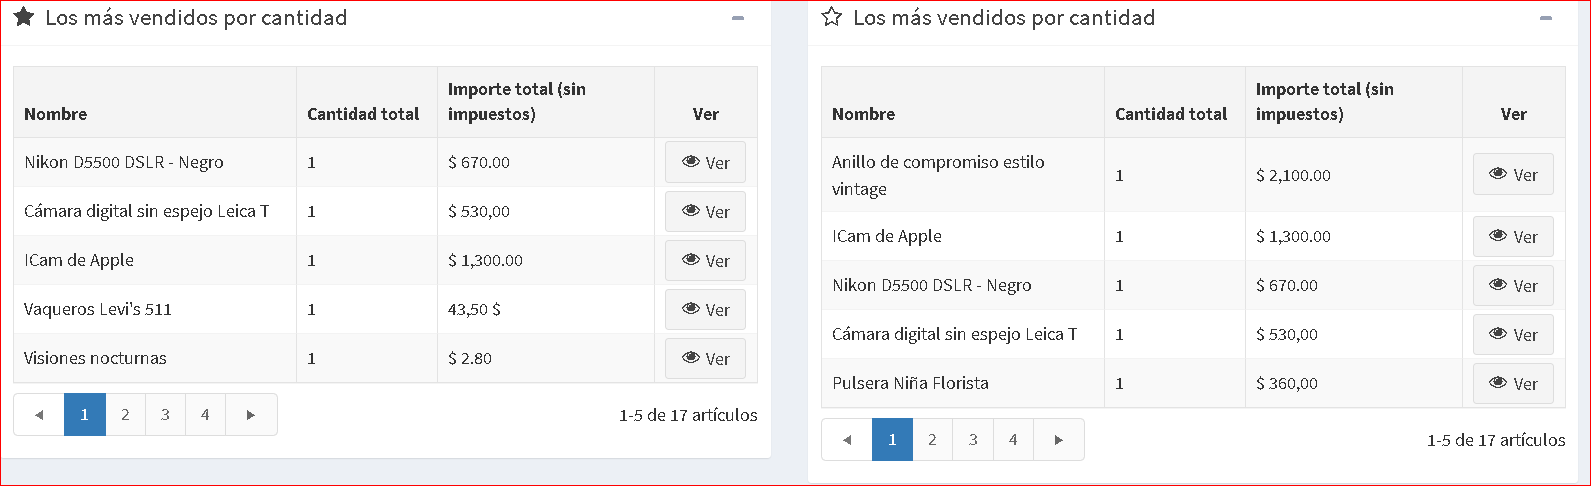 Los más vendidos por cantidad
Nombre Cantidad total Importe total (sin impuestos) Ver
Nikon D5500 DSLR - Negro 1 $ 670.00 Ver
Cámara digital sin espejo Leica T 1 $ 530,00 Ver
ICam de Apple 1 $ 1,300.00 Ver
Vaqueros Levi's 511 1 43,50 $ Ver
Visiones nocturnas 1 $ 2.80 Ver
1 2 3 4 1-5 de 17 artículos
Los más vendidos por cantidad
Nombre Cantidad total Importe total (sin impuestos) Ver
Anillo de compromiso estilo vintage 1 $ 2,100.00 Ver
ICam de Apple 1 $ 1,300.00 Ver
Nikon D5500 DSLR - Negro 1 $ 670.00 Ver
Cámara digital sin espejo Leica T 1 $ 530,00 Ver
Pulsera Niña Florista 1 $ 360,00 Ver
1 2 3 4 1-5 de 17 artículos